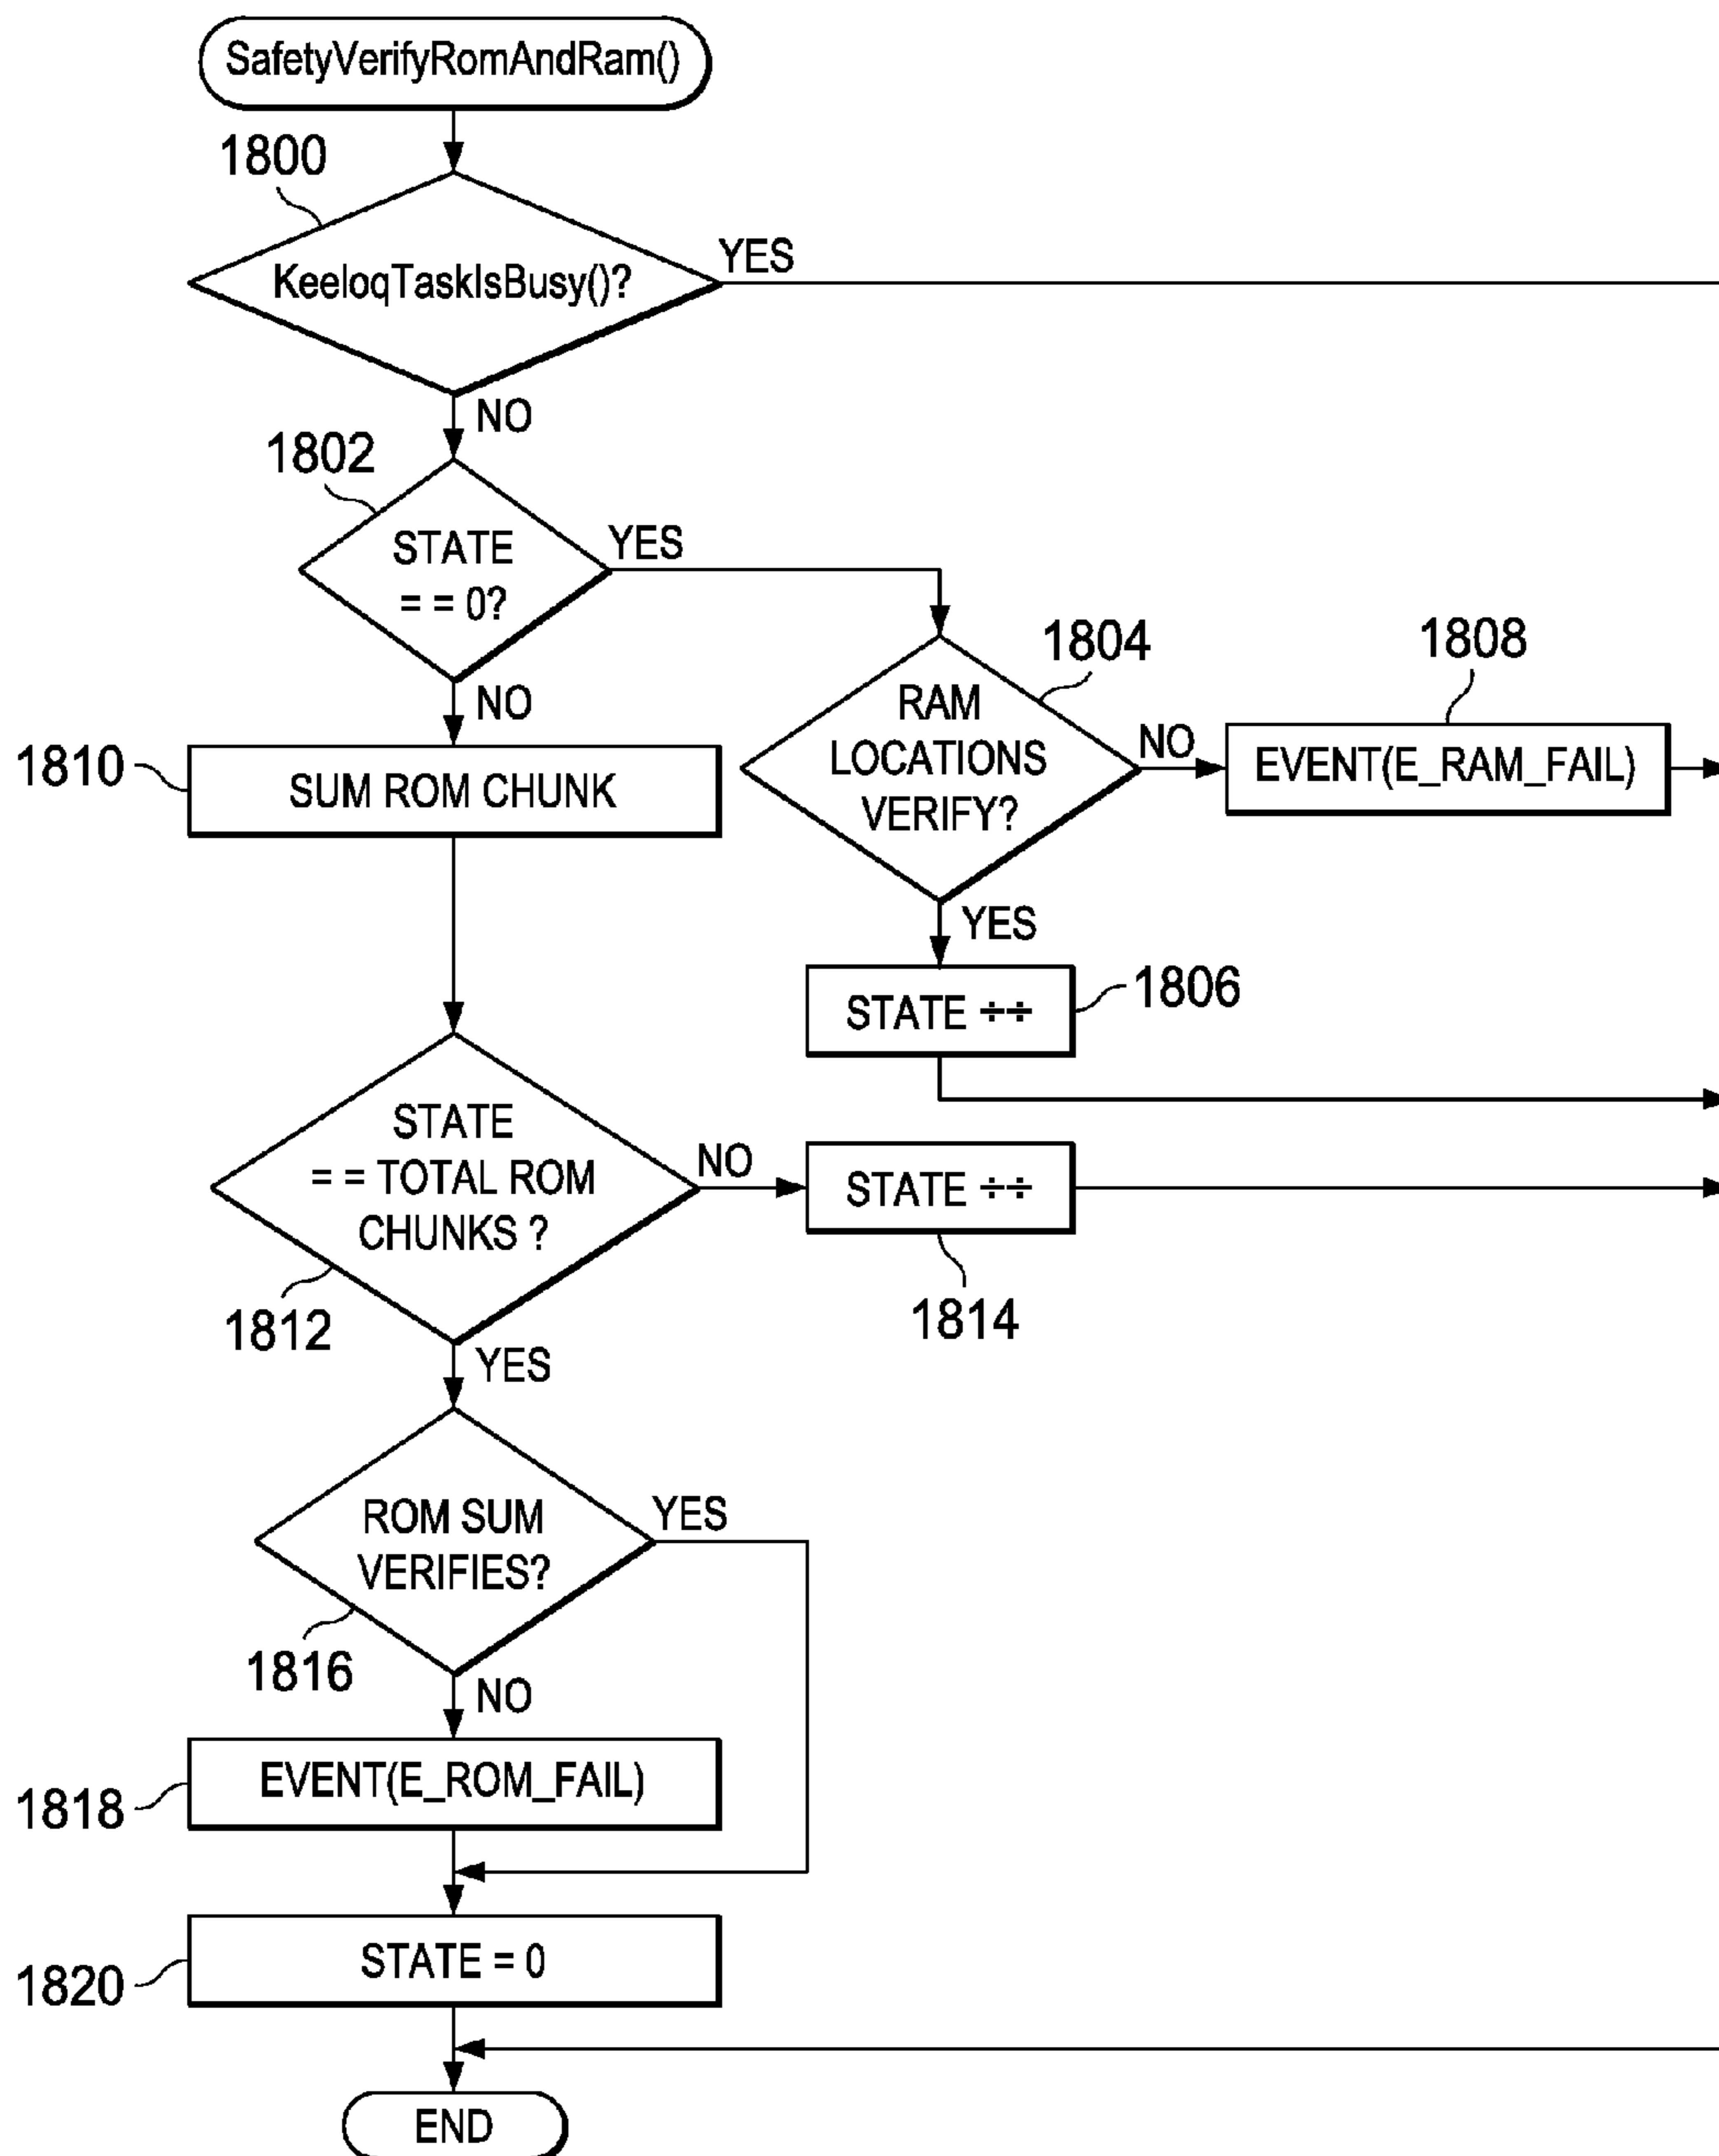 SafetyVerifyRomAndRam()
1800
KeeloqTaskIsBusy()?
YES
NO
1802
STATE
= = 0?
YES
NO
1804
RAM
LOCATIONS
VERIFY?
NO
1808
EVENT(E_RAM_FAIL)
1810
SUM ROM CHUNK
YES
STATE ÷÷
1806
STATE
= = TOTAL ROM
CHUNKS ?
NO
STATE ÷÷
1812
1814
YES
ROM SUM
VERIFIES?
YES
1816
NO
EVENT(E_ROM_FAIL)
1818
STATE = 0
1820
END